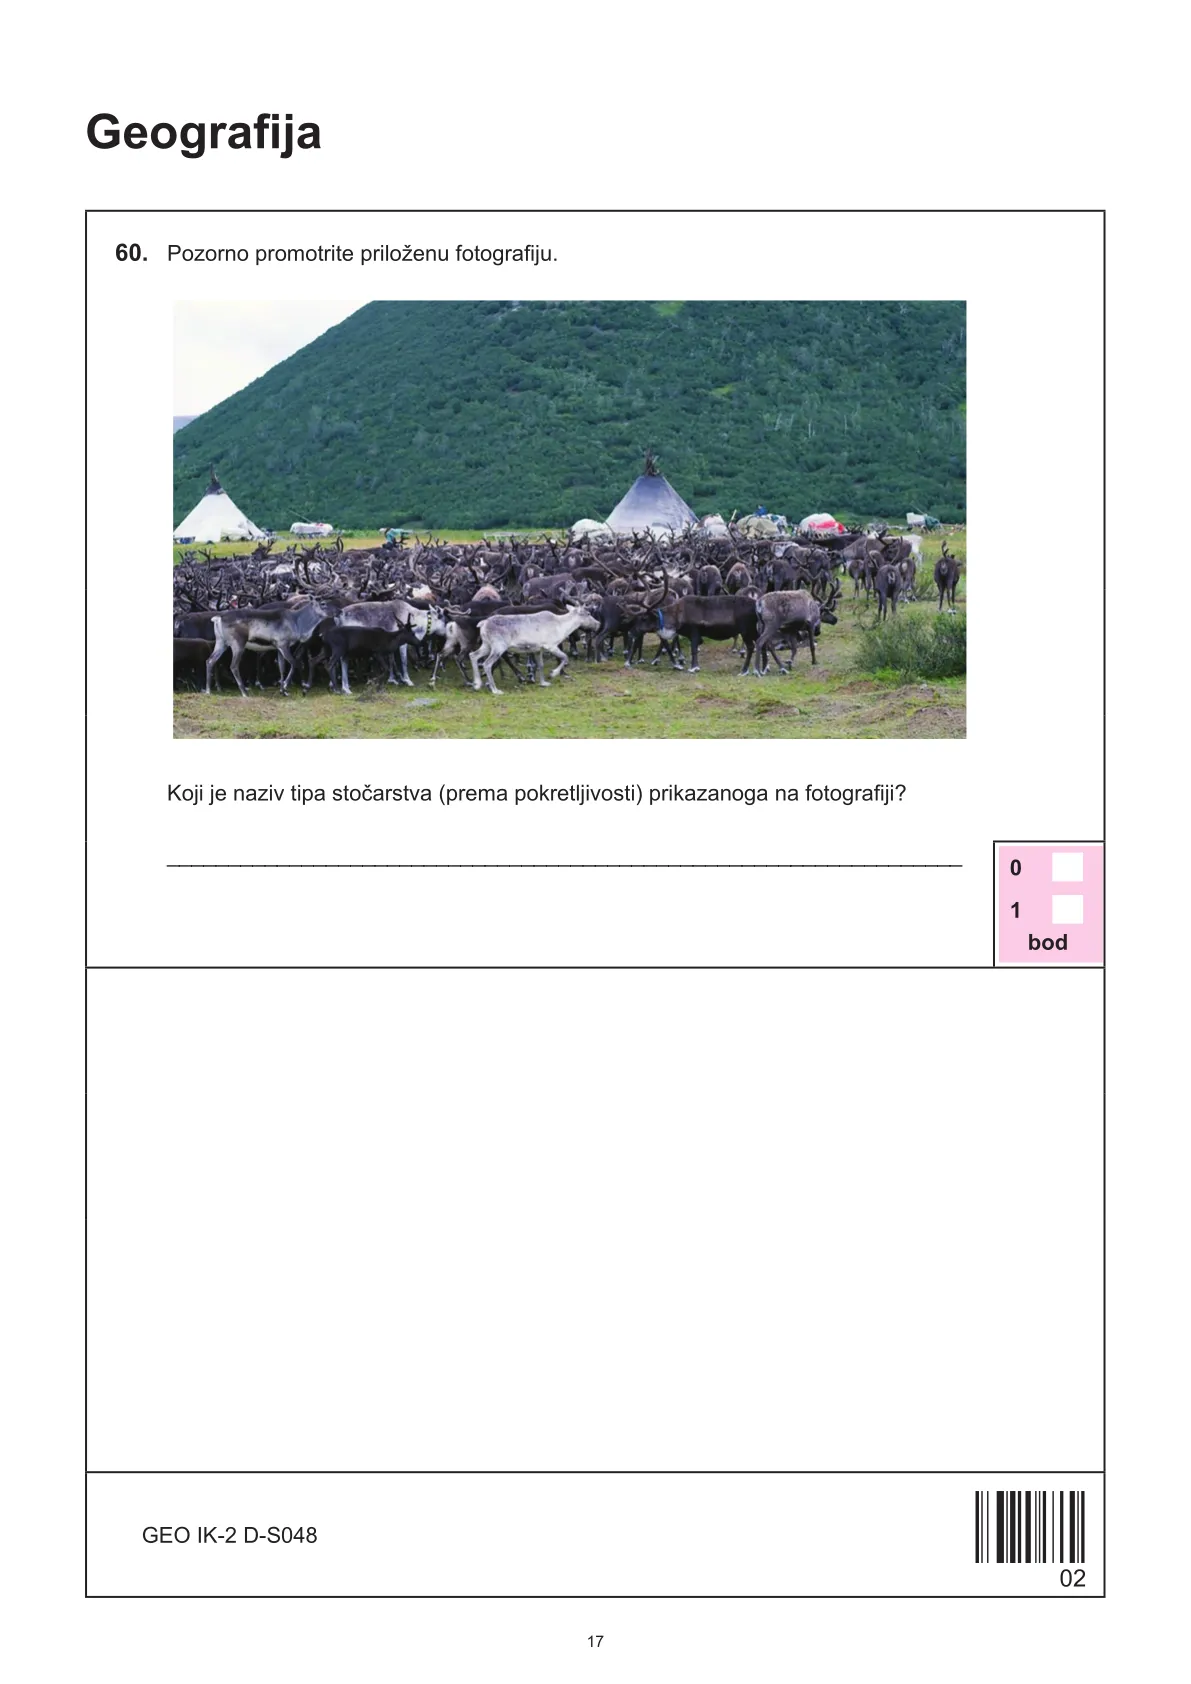 Geografija
60. Pozorno promotrite priloženu fotografiju.
Koji je naziv tipa stočarstva (prema pokretljivosti) prikazanoga na fotografiji?
0
1
bod
GEO IK-2 D-S048
02
17